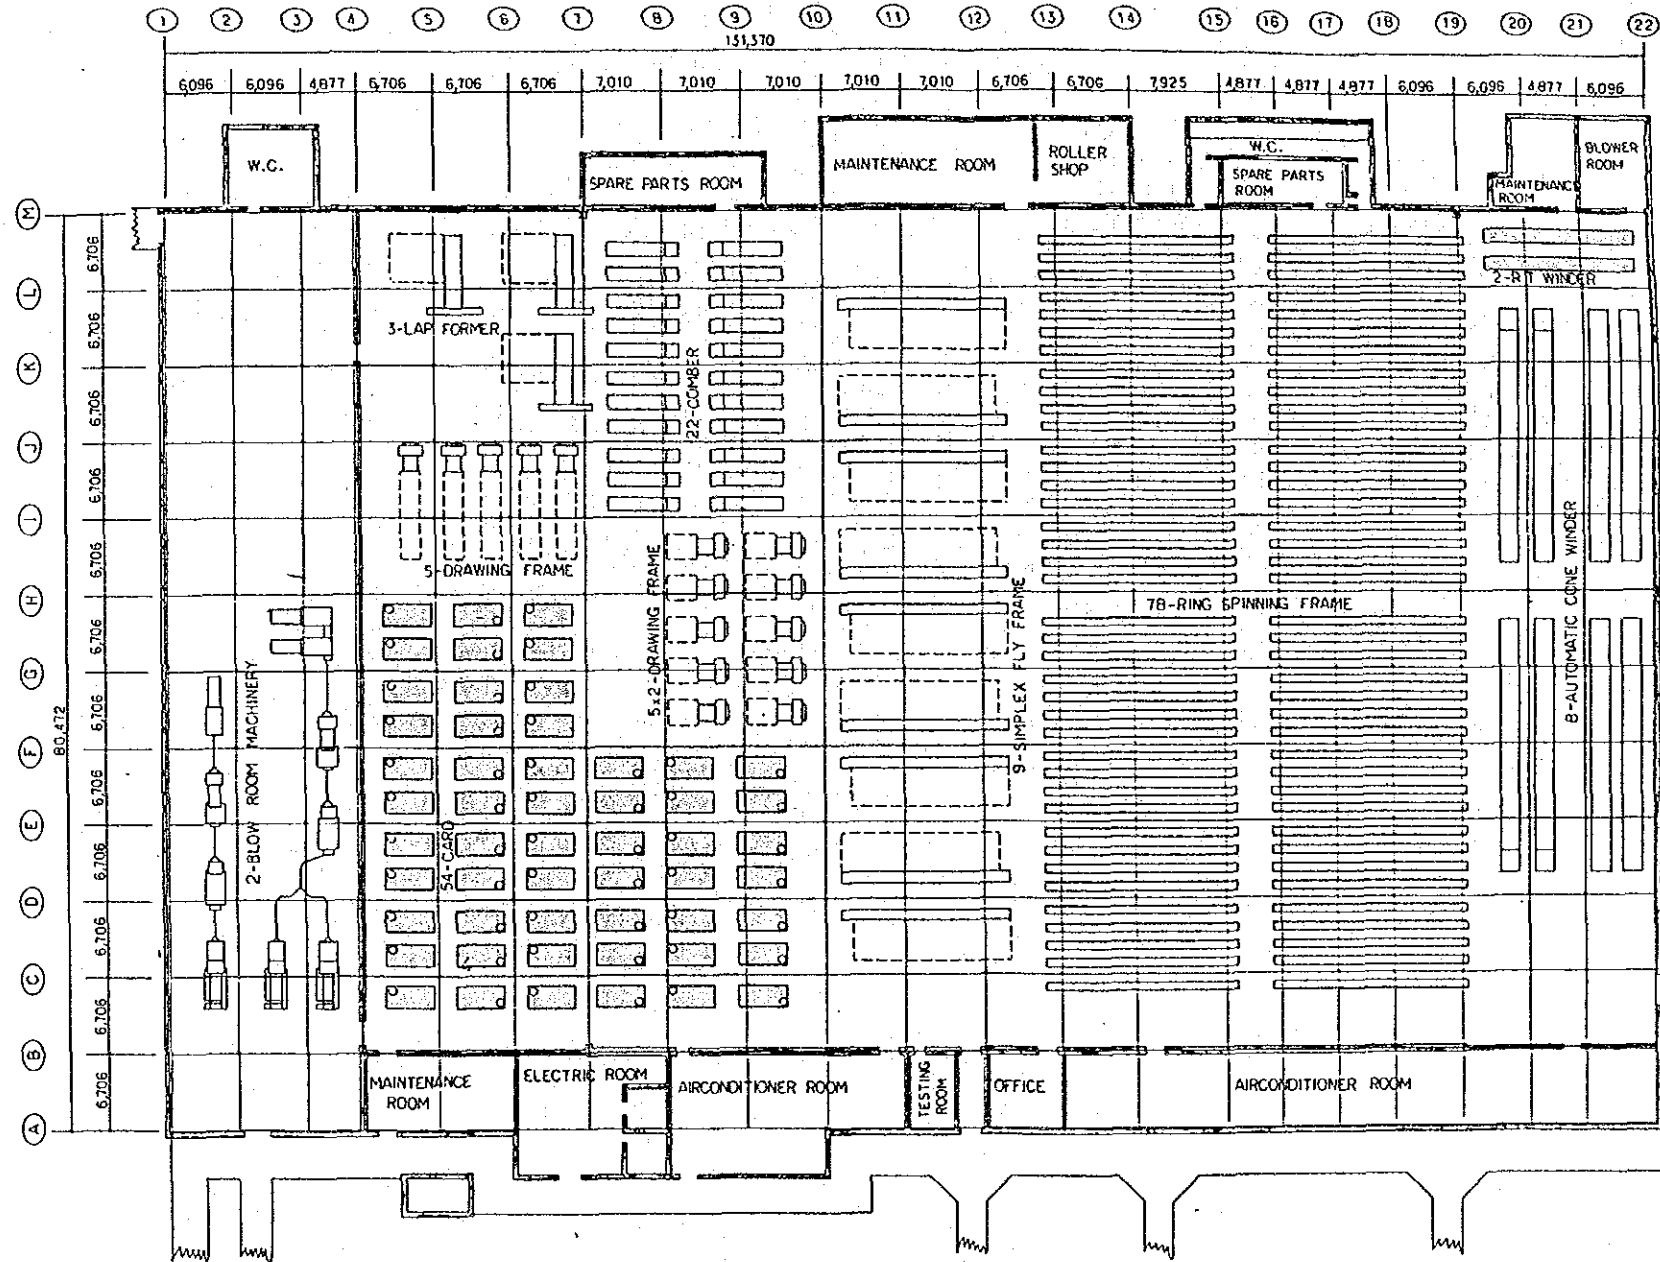 1 2 3 4 5 6 7 8 9 10 11 12 13 14 15 16 17 18 19 20 21 22
131,370
6,096 6,096 4,877 6,706 6,706 6,706 7,010 7,010 7,010 7,010 7,010 6,706 6,706 7,925 4,877 4,877 4,877 6,096 6,096 4,877 6,096
W.C.
SPARE PARTS ROOM
MAINTENANCE ROOM
ROLLER
SHOP
W.C.
SPARE PARTS
ROOM
MAINTENANCE
ROOM
BLOWER
ROOM
M
6,706
L
6,706
K
6,706
J
6,706
I
6,706
H
6,706
G
6,706
F
6,706
E
6,706
D
6,706
C
6,706
B
6,706
A
80,472
3-LAP FORMER
22-COMBER
2-RIT WINDER
5-DRAWING FRAME
5x2-DRAWING FRAME
9-SIMPLEX FLY FRAME
78-RING SPINNING FRAME
8-AUTOMATIC CONE WINDER
2-BLOW ROOM MACHINERY
54-CARD
MAINTENANCE
ROOM
ELECTRIC ROOM
AIRCONDITIONER ROOM
TESTING
ROOM
OFFICE
AIRCONDITIONER ROOM